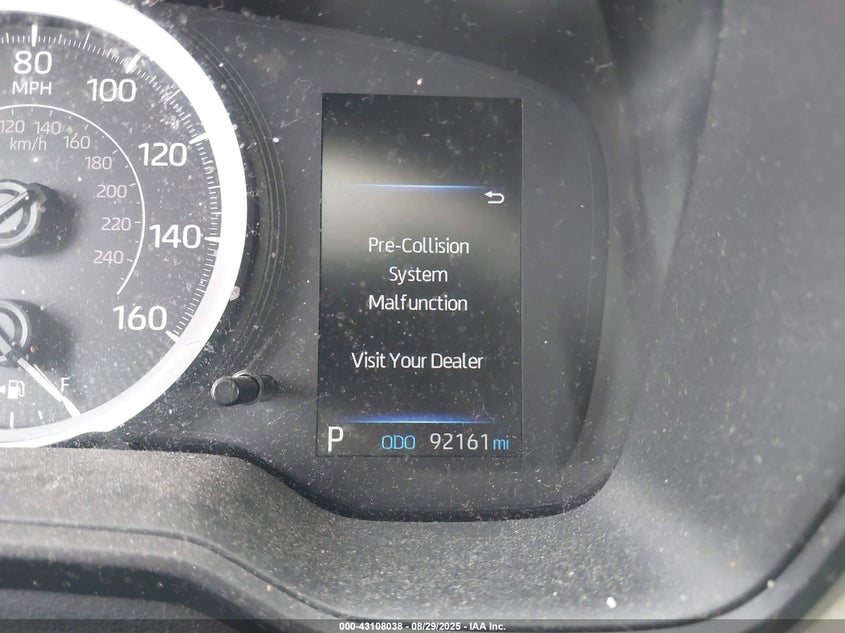 80
MPH
100
120
140
160
120 140
km/h
160
180
200
220
240
F
Pre-Collision
System
Malfunction
Visit Your Dealer
P ODO 92161 mi
000-43108038 - 08/29/2025 - IAA Inc.